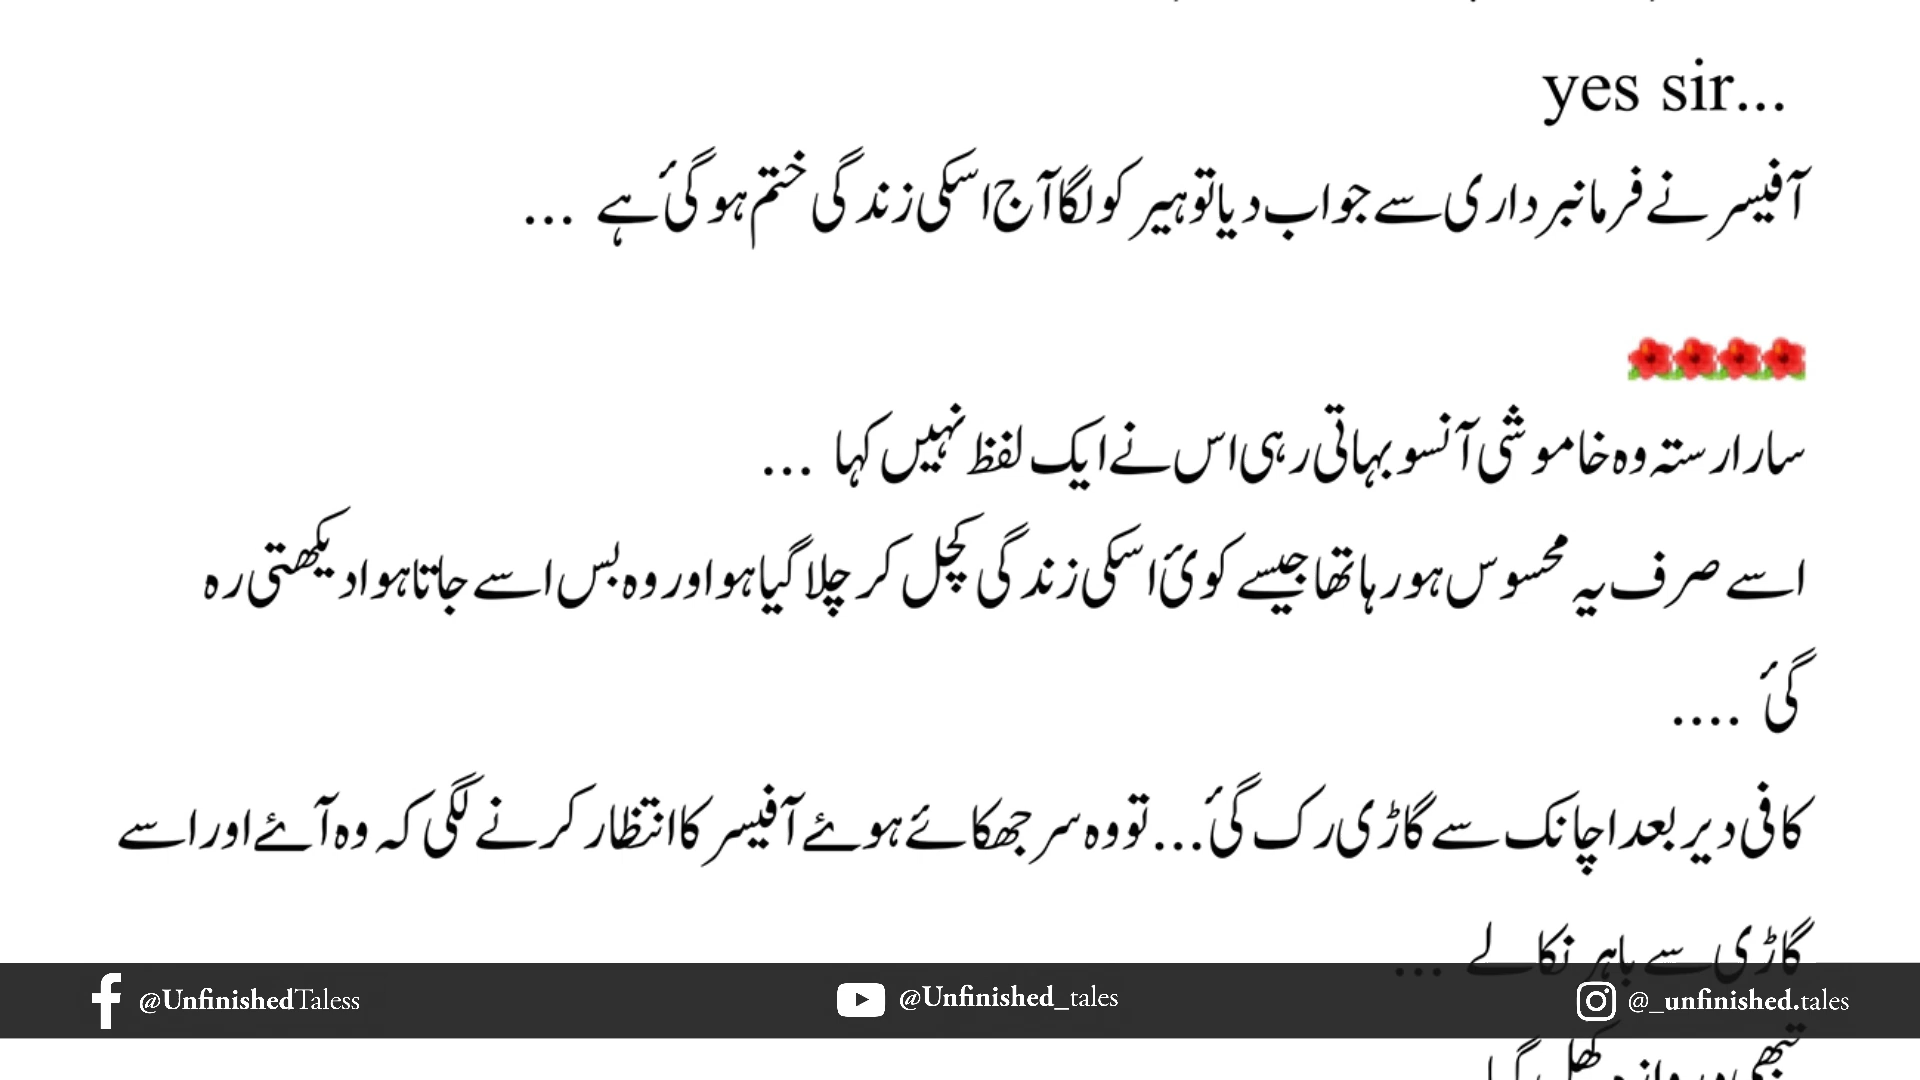 yes sir...
آفیسر نے فرمانبرداری سے جواب دیا تو ہیر کو لگا آج اسکی زندگی ختم ہو گئ ہے ...
سارا رستہ وہ خاموشی آنسو بہاتی رہی اس نے ایک لفظ نہیں کہا ...
اسے صرف یہ محسوس ہو رہا تھا جیسے کوئ اسکی زندگی کچل کر چلا گیا ہو اور وہ بس اسے جاتا ہوا دیکھتی رہ
گئ ....
کافی دیر بعد اچانک سے گاڑی رک گئ... تو وہ سر جھکائے ہوئے آفیسر کا انتظار کرنے لگی کہ وہ آئے اور اسے
گاڑی سے باہر نکالے ...
@UnfinishedTaless
@Unfinished_tales
@_unfinished.tales